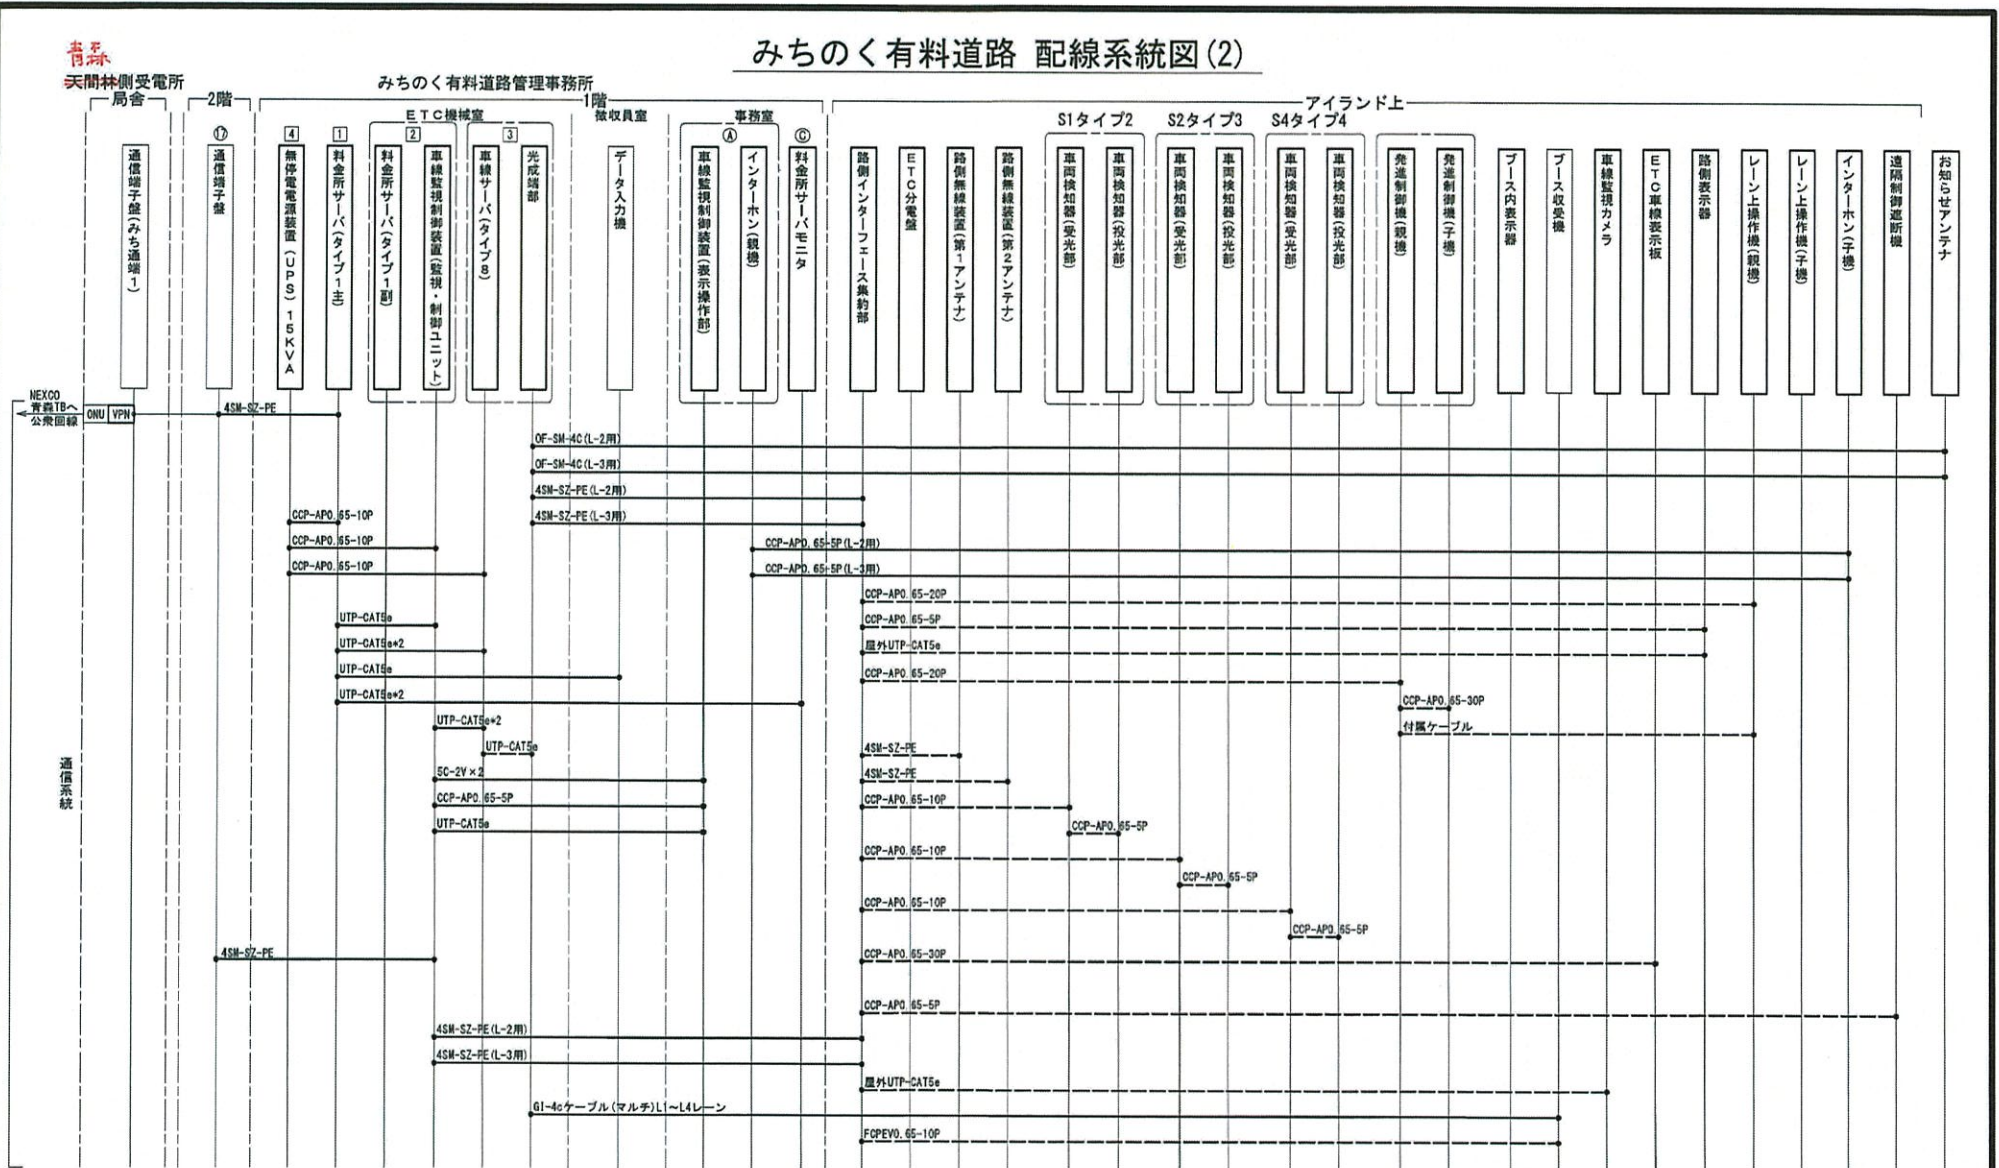 みちのく有料道路 配線系統図(2)
青森
天間林側受電所
みちのく有料道路管理事務所
局舎
2階
1階
アイランド上
ETC機械室
徴収員室
事務室
S1タイプ2
S2タイプ3
S4タイプ4
⑰
4
1
2
3
Ⓐ
Ⓒ
通信端子盤(みち通端1)
通信端子盤
無停電電源装置(UPS)15KVA
料金所サーバ(タイプ1主)
料金所サーバ(タイプ1副)
車線監視制御装置(監視・制御ユニット)
車線サーバ(タイプ8)
光成端部
データ入力機
車線監視制御装置(表示操作部)
インターホン(親機)
料金所サーバモニタ
路側インターフェース集約部
ETC分電盤
路側無線装置(第1アンテナ)
路側無線装置(第2アンテナ)
車両検知器(受光部)
車両検知器(投光部)
車両検知器(受光部)
車両検知器(投光部)
車両検知器(受光部)
車両検知器(投光部)
発進制御機(親機)
発進制御機(子機)
ブース内表示器
ブース収受機
車線監視カメラ
ETC車線表示板
路側表示器
レーン上操作機(親機)
レーン上操作機(子機)
インターホン(子機)
遠隔制御遮断機
お知らせアンテナ
NEXCO
青森TBへ
公衆回線
ONU
VPN
4SM-SZ-PE
OF-SM-4C(L-2用)
OF-SM-4C(L-3用)
4SM-SZ-PE(L-2用)
CCP-AP0.65-10P
4SM-SZ-PE(L-3用)
CCP-AP0.65-10P
CCP-AP0.65-5P(L-2用)
CCP-AP0.65-10P
CCP-AP0.65-5P(L-3用)
CCP-AP0.65-20P
UTP-CAT5e
CCP-AP0.65-5P
UTP-CAT5e*2
屋外UTP-CAT5e
UTP-CAT5e
CCP-AP0.65-20P
UTP-CAT5e*2
CCP-AP0.65-30P
UTP-CAT5e*2
付属ケーブル
UTP-CAT5e
4SM-SZ-PE
通信系統
5C-2V×2
4SM-SZ-PE
CCP-AP0.65-5P
CCP-AP0.65-10P
UTP-CAT5e
CCP-AP0.65-5P
CCP-AP0.65-10P
CCP-AP0.65-5P
CCP-AP0.65-10P
CCP-AP0.65-5P
4SM-SZ-PE
CCP-AP0.65-30P
CCP-AP0.65-5P
4SM-SZ-PE(L-2用)
4SM-SZ-PE(L-3用)
屋外UTP-CAT5e
GI-4cケーブル(マルチ)L1～L4レーン
FCPEV0.65-10P